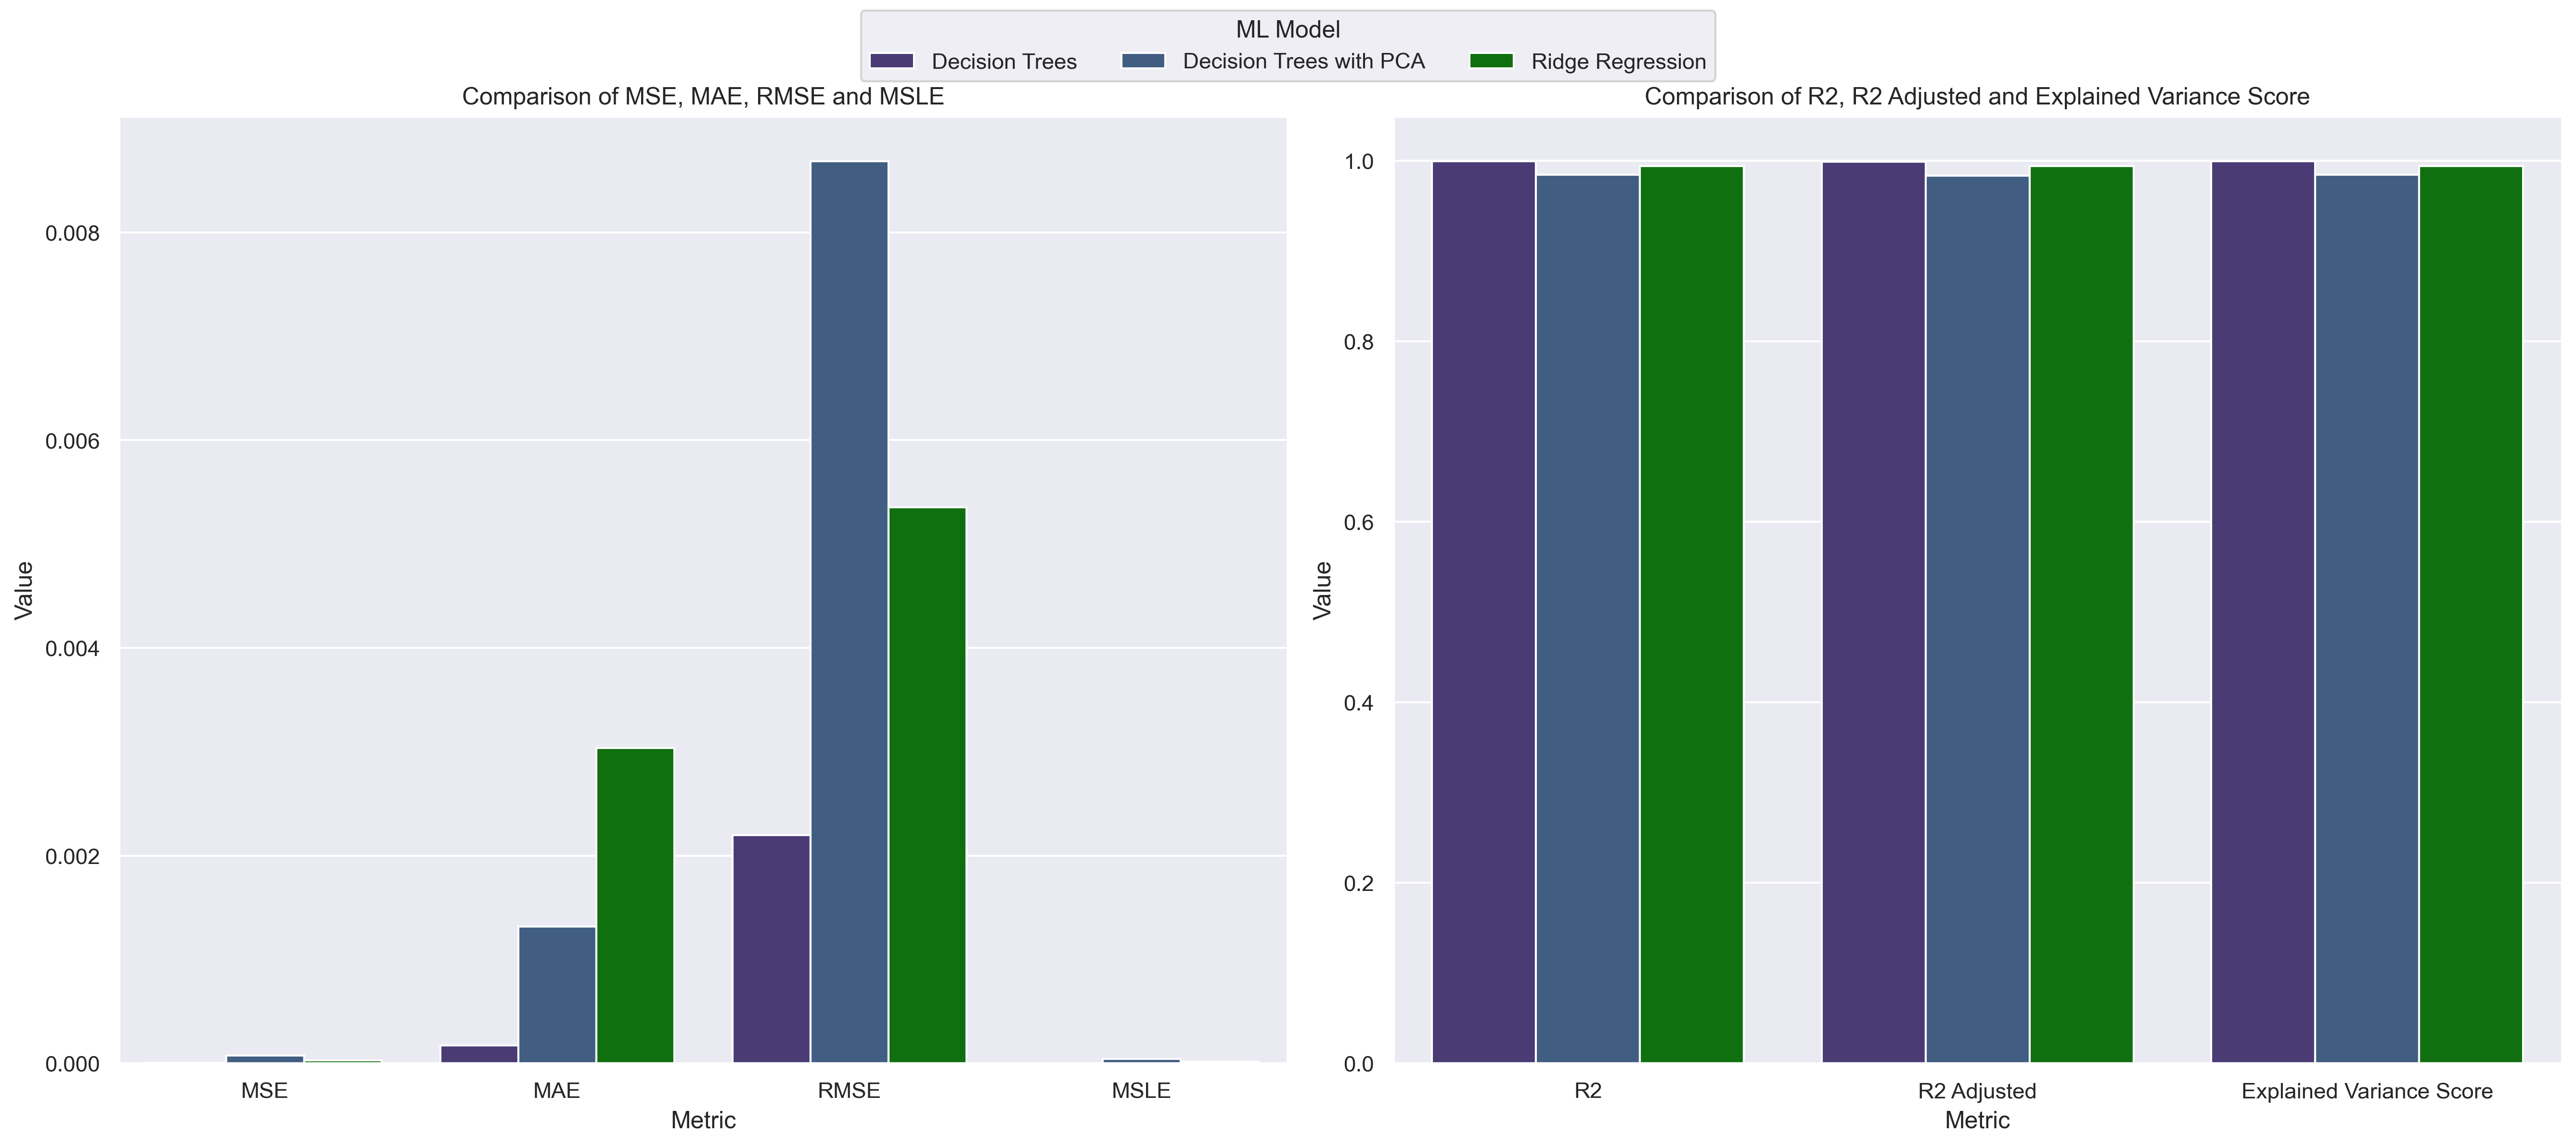 ML Model
Decision Trees Decision Trees with PCA Ridge Regression
Comparison of MSE, MAE, RMSE and MSLE
Value
0.008
0.006
0.004
0.002
0.000
MSE MAE RMSE MSLE
Metric
Comparison of R2, R2 Adjusted and Explained Variance Score
Value
1.0
0.8
0.6
0.4
0.2
0.0
R2 R2 Adjusted Explained Variance Score
Metric